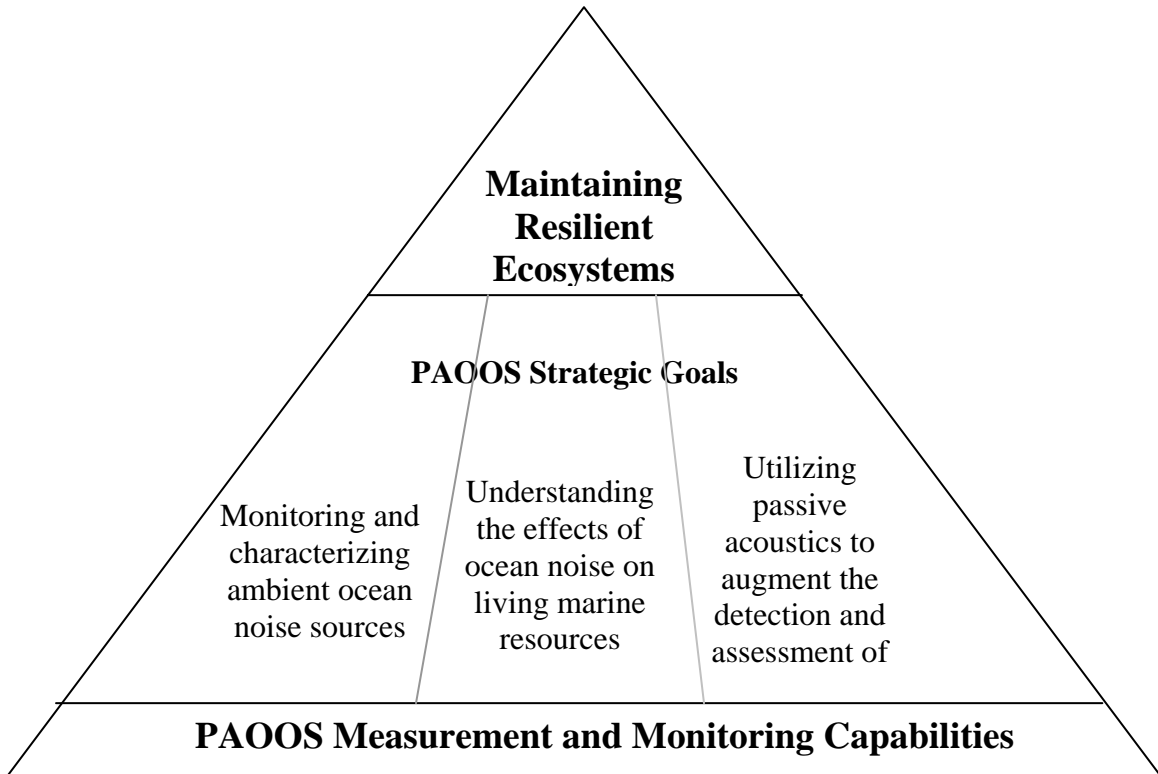 Maintaining
Resilient
Ecosystems
PAOOS Strategic Goals
Monitoring and
characterizing
ambient ocean
noise sources
Understanding
the effects of
ocean noise on
living marine
resources
Utilizing
passive
acoustics to
augment the
detection and
assessment of
PAOOS Measurement and Monitoring Capabilities